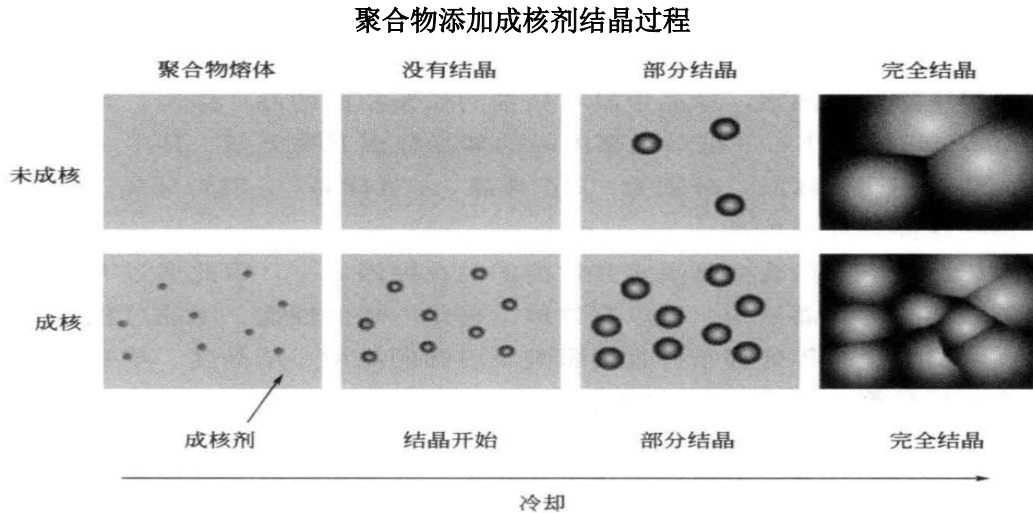 聚合物添加成核剂结晶过程
聚合物熔体 没有结晶 部分结晶 完全结晶
未成核
成核
成核剂 结晶开始 部分结晶 完全结晶
冷却